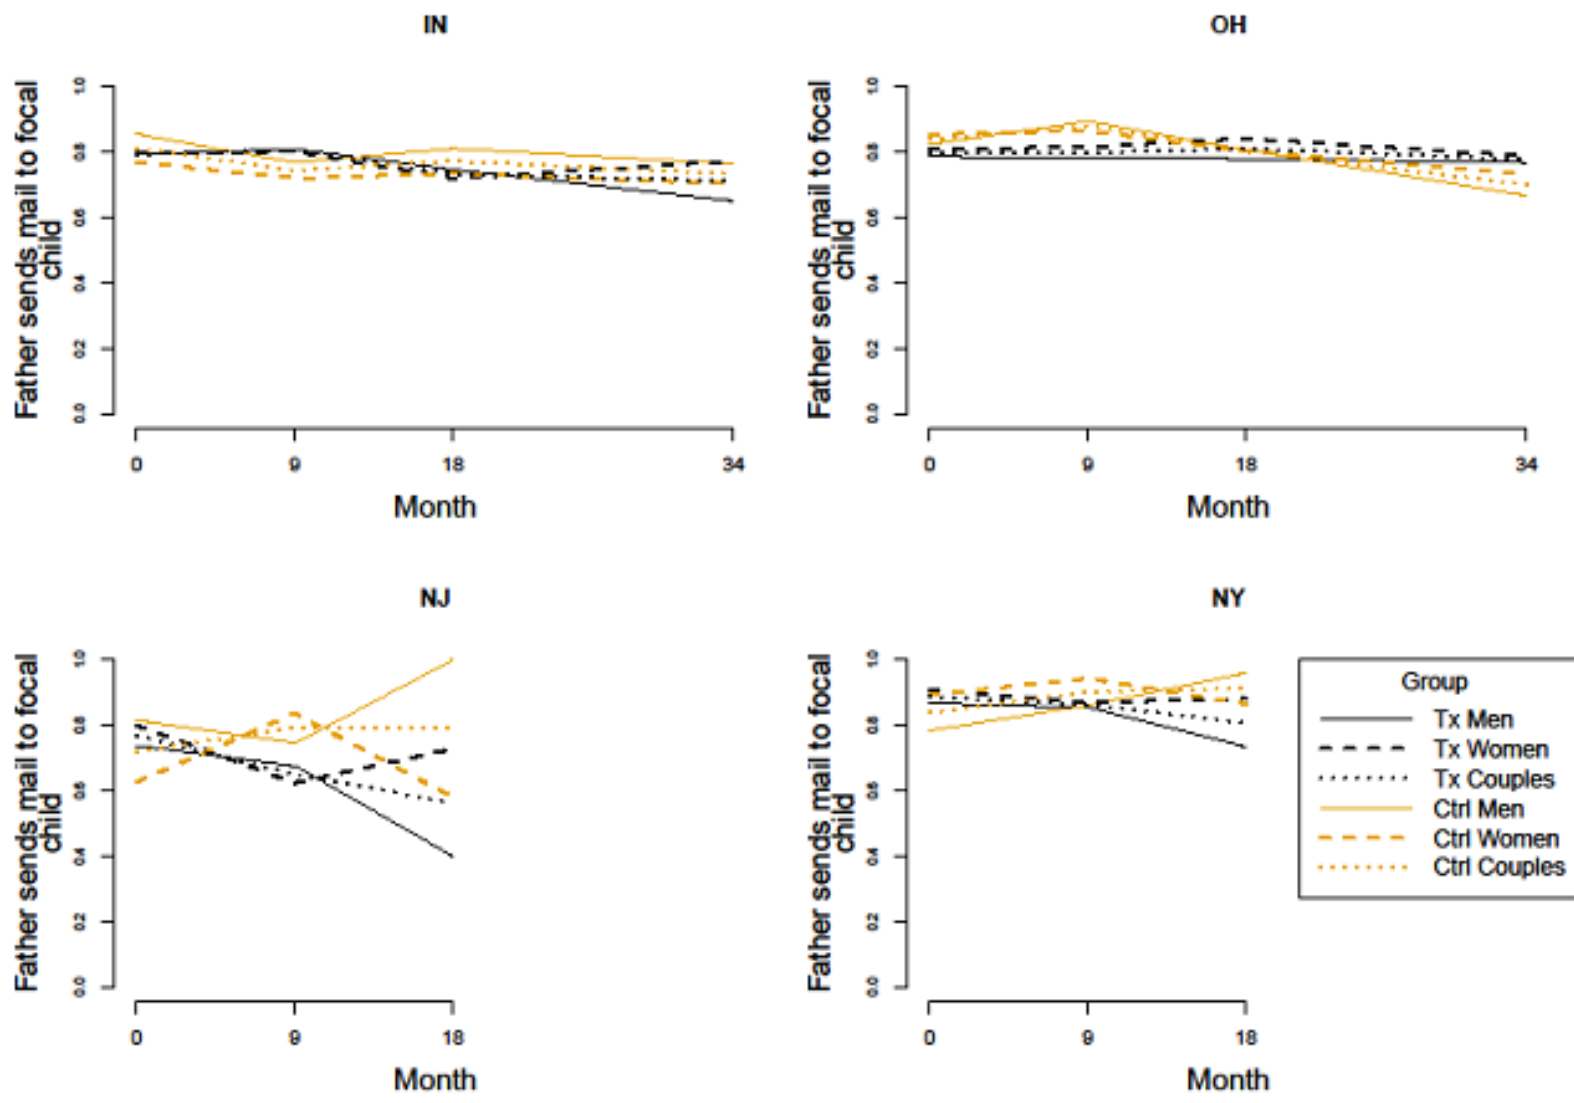 IN
Father sends mail to focal
child
1.0
0.8
0.6
0.4
0.2
0.0
0 9 18 34
Month
OH
Father sends mail to focal
child
1.0
0.8
0.6
0.4
0.2
0.0
0 9 18 34
Month
NJ
Father sends mail to focal
child
1.0
0.8
0.6
0.4
0.2
0.0
0 9 18
Month
NY
Father sends mail to focal
child
1.0
0.8
0.6
0.4
0.2
0.0
0 9 18
Month
Group
Tx Men
Tx Women
Tx Couples
Ctrl Men
Ctrl Women
Ctrl Couples